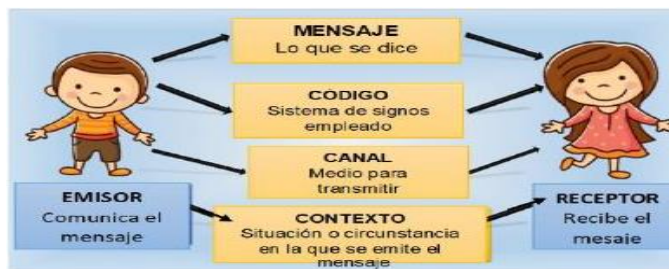 MENSAJE
Lo que se dice
CÓDIGO
Sistema de signos
empleado
CANAL
Medio para
transmitir
EMISOR
Comunica el
mensaje
CONTEXTO
Situación o circunstancia
en la que se emite el
mensaje
RECEPTOR
Recibe el
mesaje